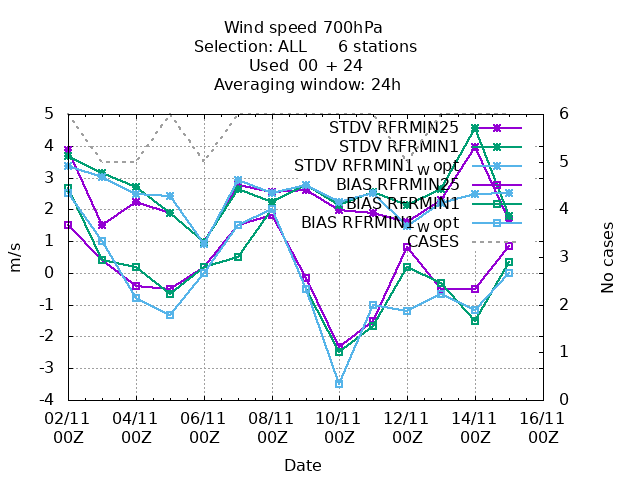 Wind speed 700hPa
Selection: ALL 6 stations
Used 00 + 24
Averaging window: 24h
STDV RFRMIN25
STDV RFRMIN1
STDV RFRMIN1 w opt
BIAS RFRMIN25
BIAS RFRMIN1
BIAS RFRMIN1 w opt
CASES
5
4
3
2
1
0
-1
-2
-3
-4
m/s
6
5
4
3
2
1
0
No cases
02/11 04/11 06/11 08/11 10/11 12/11 14/11 16/11
00Z 00Z 00Z 00Z 00Z 00Z 00Z 00Z
Date